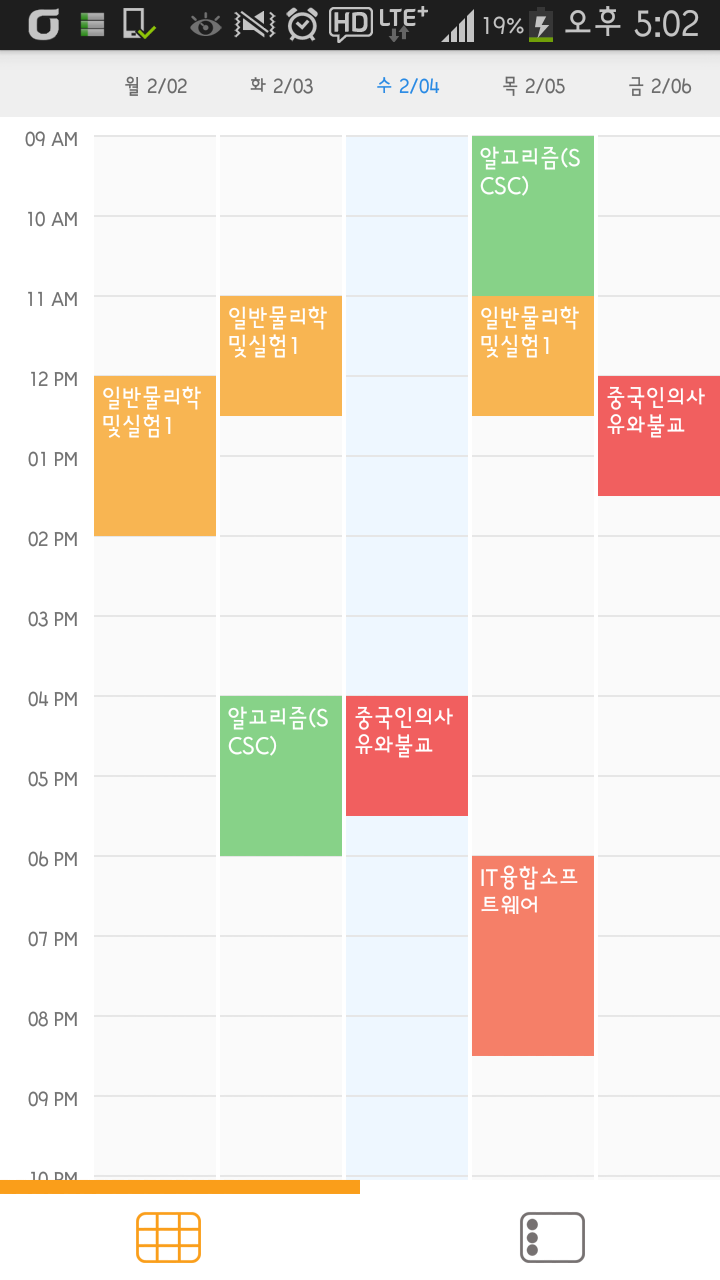 HD LTE+ 19% 오후 5:02
월 2/02 화 2/03 수 2/04 목 2/05 금 2/06
09 AM
알고리즘(S
CSC)
10 AM
11 AM
일반물리학
및실험1
일반물리학
및실험1
12 PM
일반물리학
및실험1
중국인의사
유와불교
01 PM
02 PM
03 PM
04 PM
알고리즘(S
CSC)
중국인의사
유와불교
05 PM
06 PM
IT융합소프
트웨어
07 PM
08 PM
09 PM
10 PM